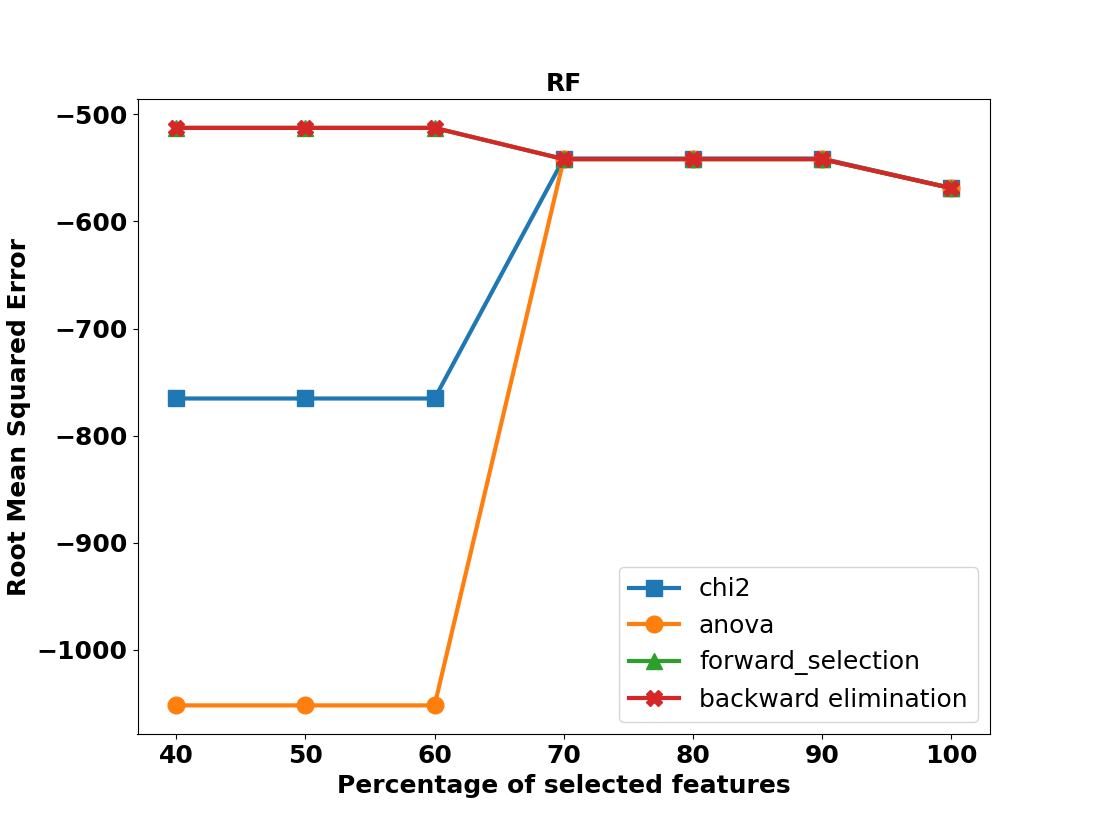 RF
−500
−600
−700
−800
−900
−1000
Root Mean Squared Error
40 50 60 70 80 90 100
Percentage of selected features
chi2
anova
forward_selection
backward elimination